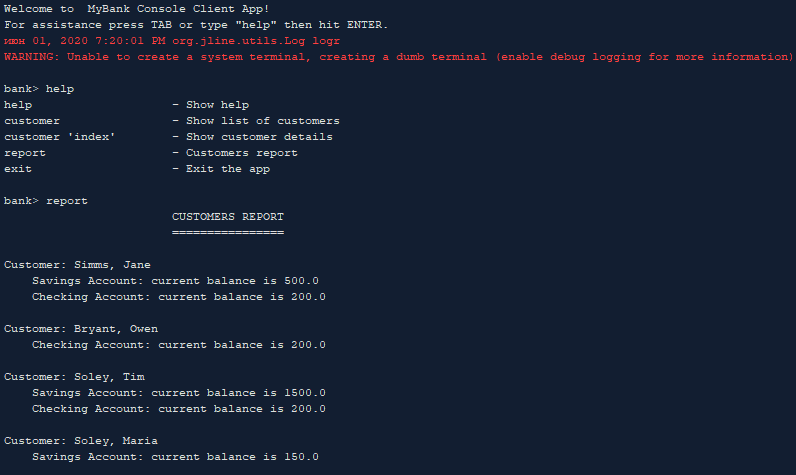 Welcome to  MyBank Console Client App!
For assistance press TAB or type "help" then hit ENTER.
июн 01, 2020 7:20:01 PM org.jline.utils.Log logr
WARNING: Unable to create a system terminal, creating a dumb terminal (enable debug logging for more information)
bank> help
help                    - Show help
customer                - Show list of customers
customer 'index'        - Show customer details
report                  - Customers report
exit                    - Exit the app
bank> report
                        CUSTOMERS REPORT
                        ================
Customer: Simms, Jane
    Savings Account: current balance is 500.0
    Checking Account: current balance is 200.0
Customer: Bryant, Owen
    Checking Account: current balance is 200.0
Customer: Soley, Tim
    Savings Account: current balance is 1500.0
    Checking Account: current balance is 200.0
Customer: Soley, Maria
    Savings Account: current balance is 150.0